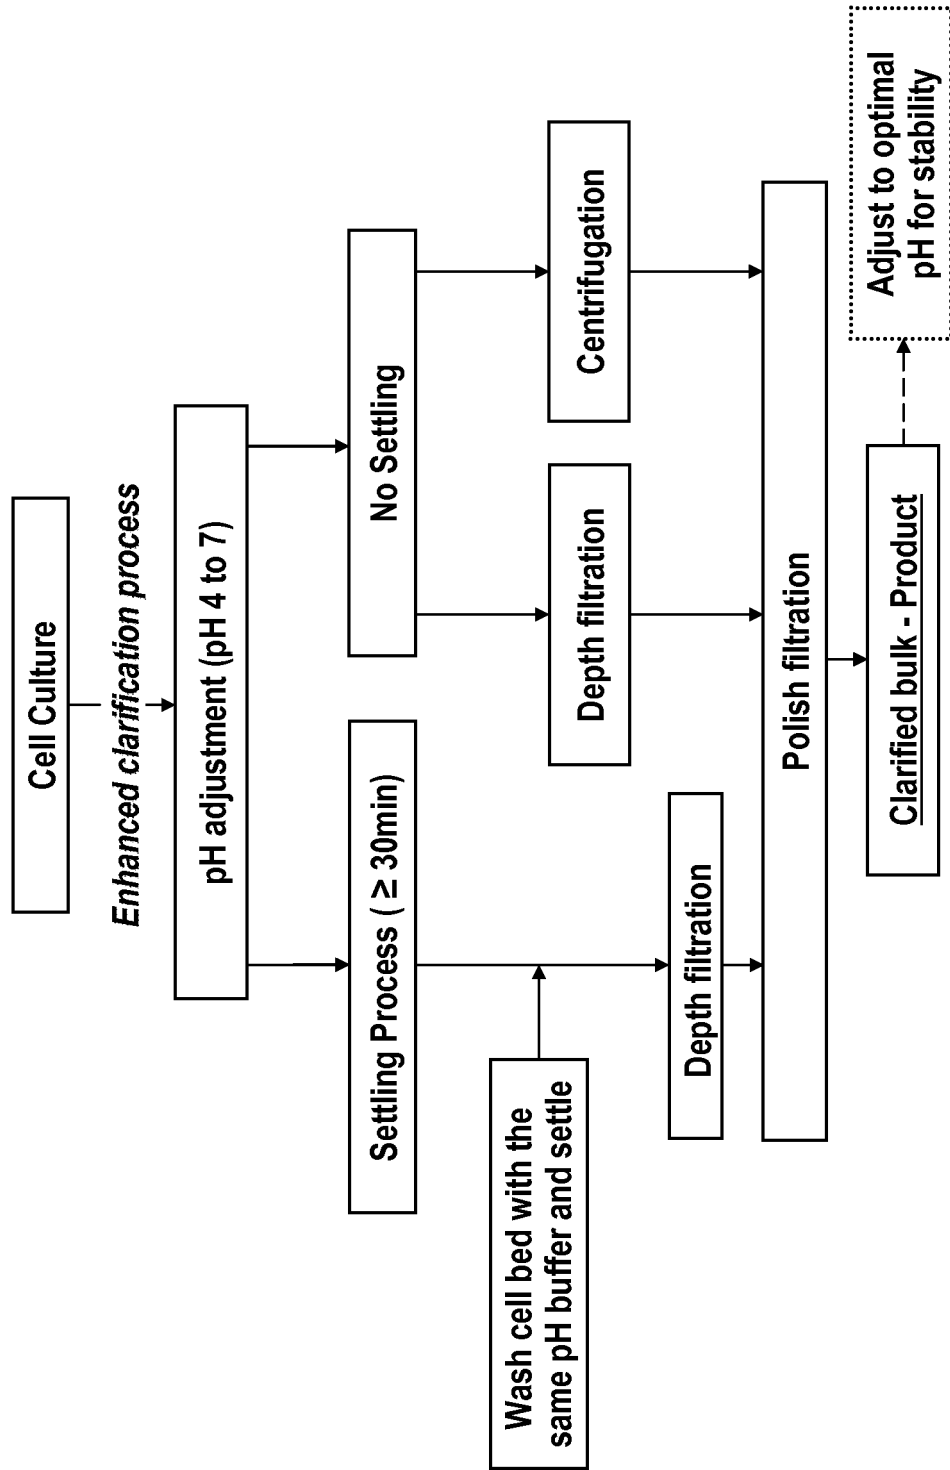 Cell Culture
Enhanced clarification process
pH adjustment (pH 4 to 7)
Settling Process ( ≥ 30min)
No Settling
Wash cell bed with the
same pH buffer and settle
Depth filtration
Centrifugation
Depth filtration
Polish filtration
Clarified bulk - Product
Adjust to optimal
pH for stability